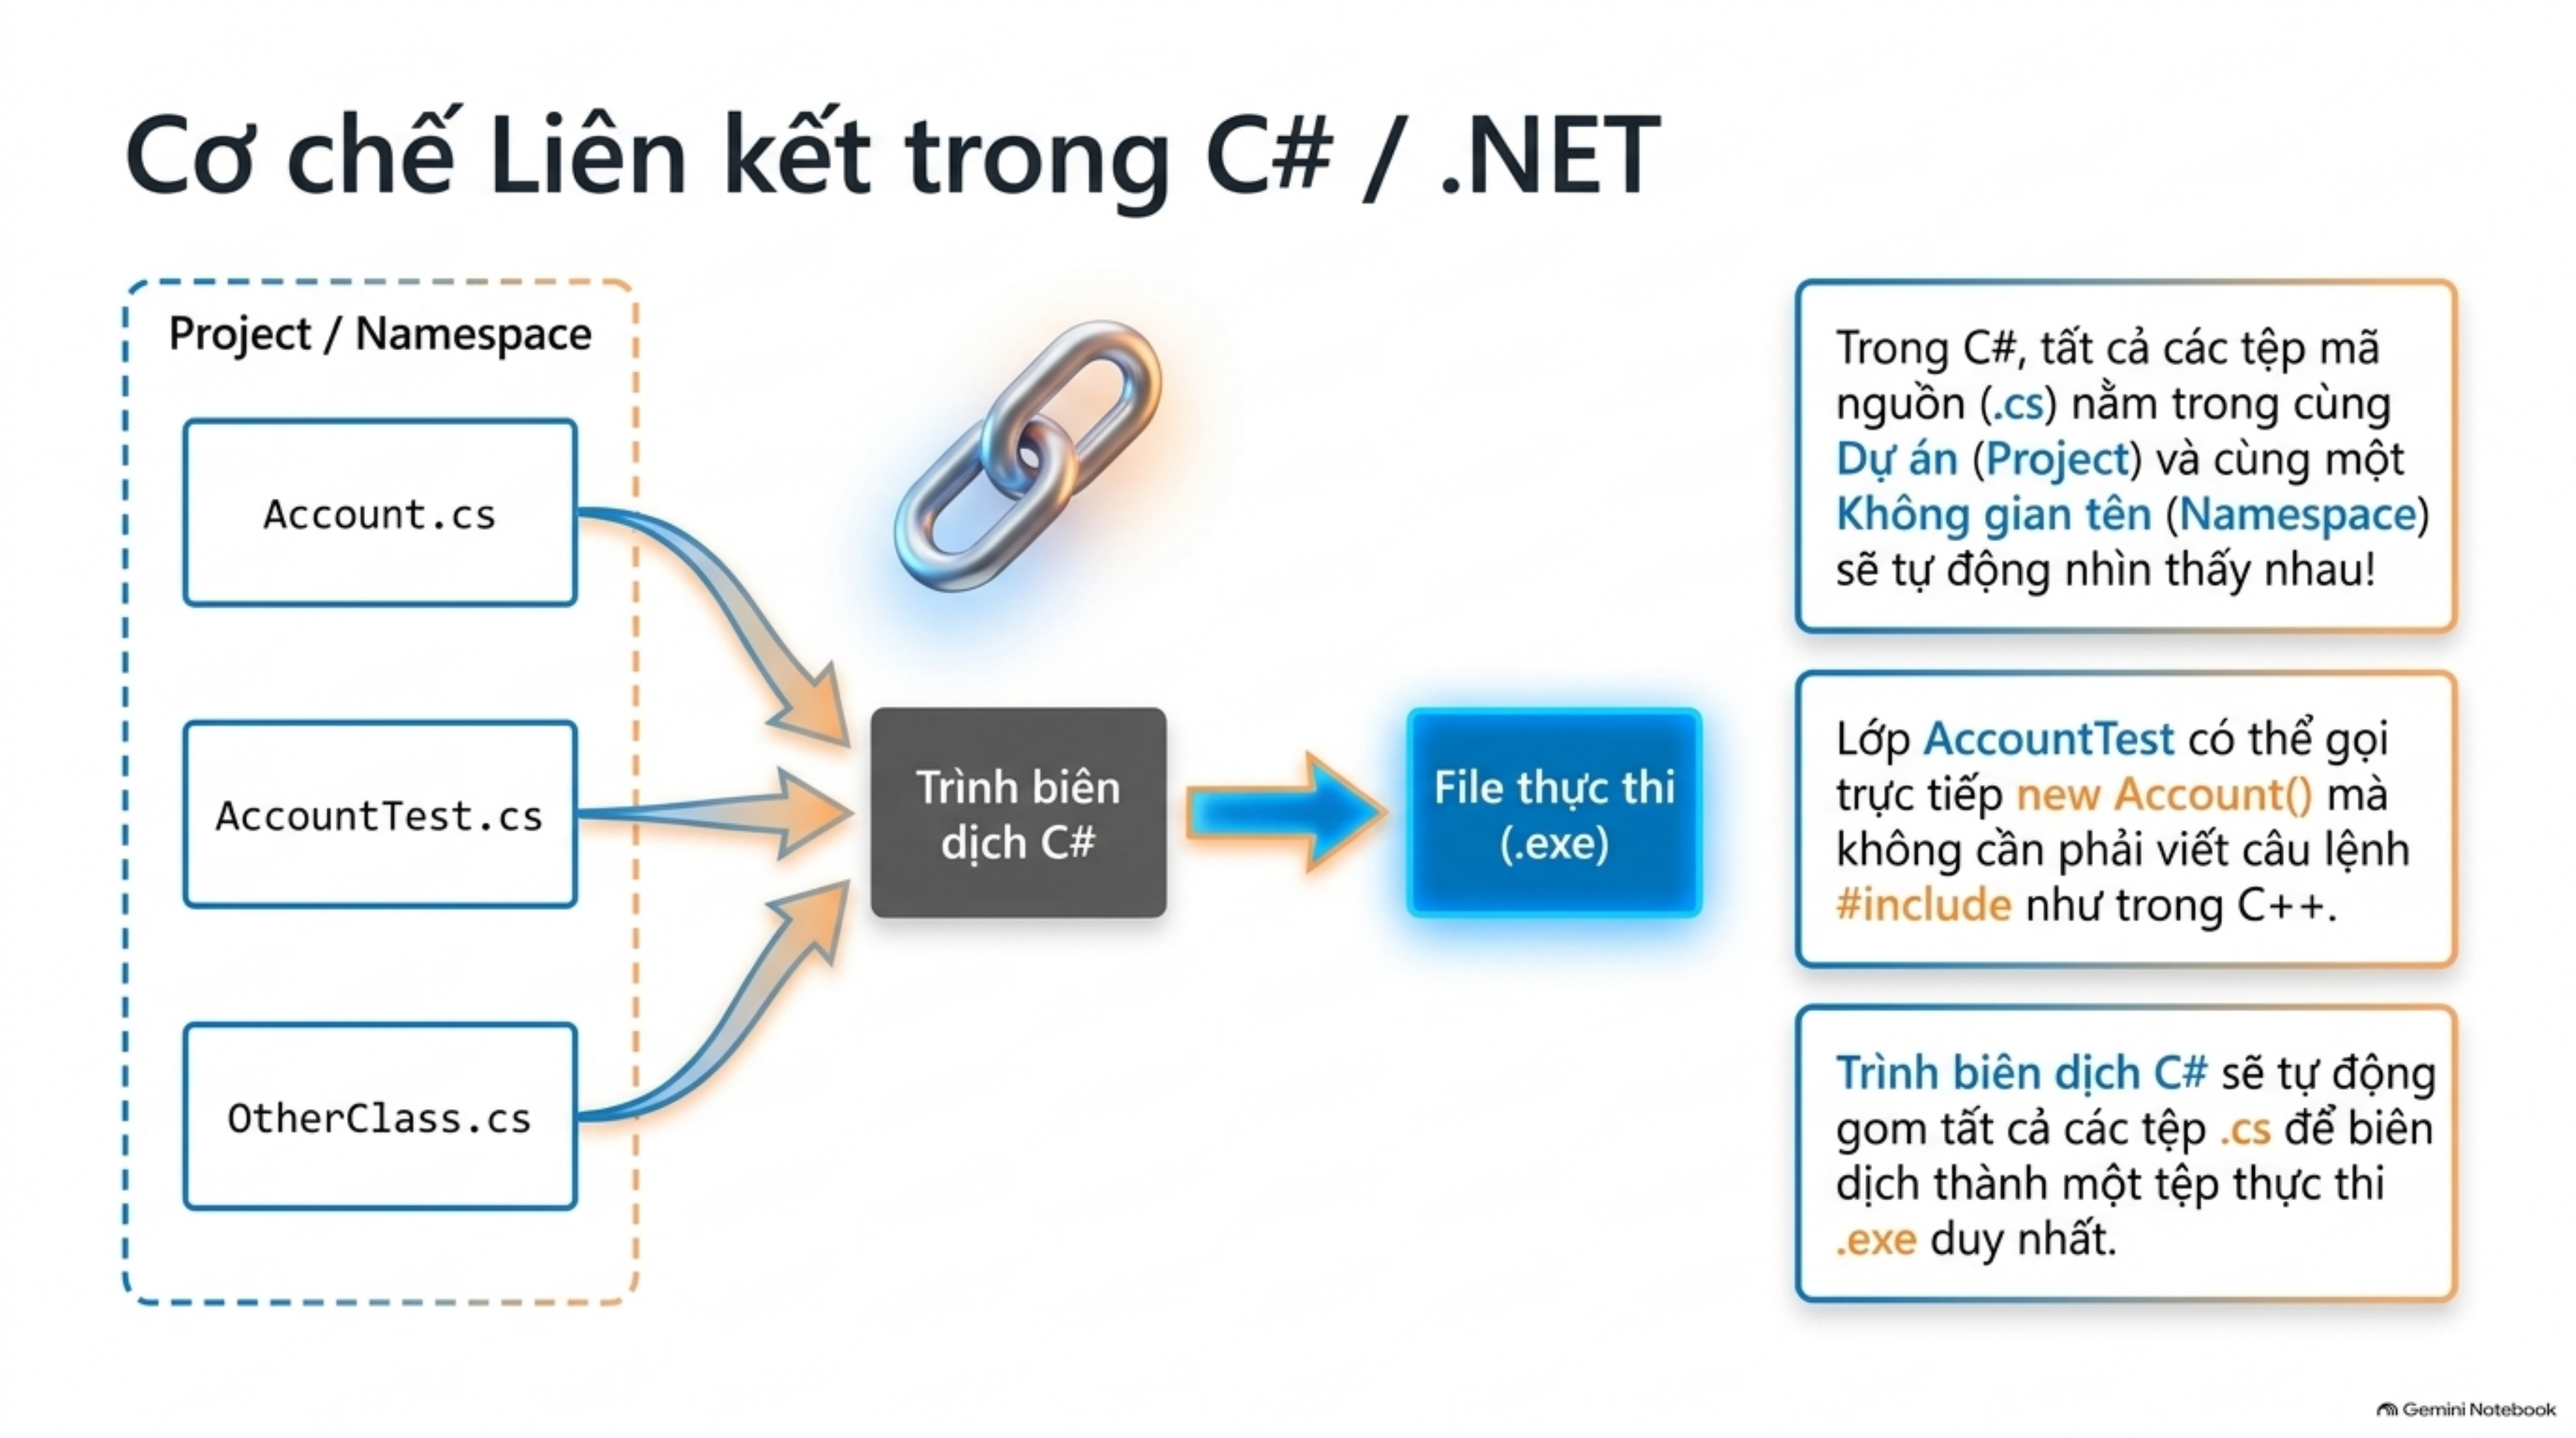 Cơ chế Liên kết trong C# / .NET
Project / Namespace
Account.cs
AccountTest.cs
OtherClass.cs
Trình biên
dịch C#
File thực thi
(.exe)
Trong C#, tất cả các tệp mã
nguồn (.cs) nằm trong cùng
Dự án (Project) và cùng một
Không gian tên (Namespace)
sẽ tự động nhìn thấy nhau!
Lớp AccountTest có thể gọi
trực tiếp new Account() mà
không cần phải viết câu lệnh
#include như trong C++.
Trình biên dịch C# sẽ tự động
gom tất cả các tệp .cs để biên
dịch thành một tệp thực thi
.exe duy nhất.
Gemini Notebook